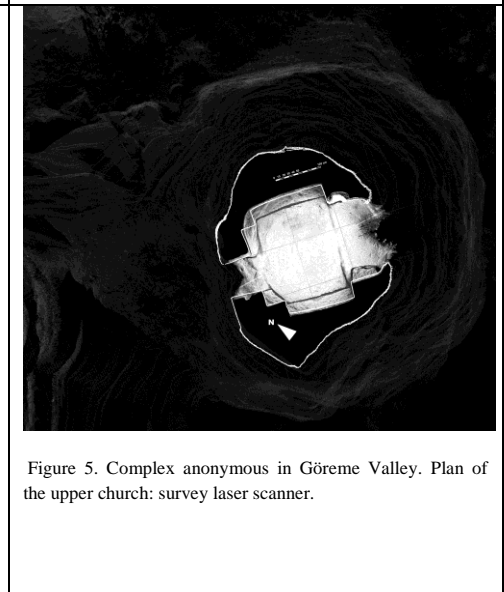 N
Figure 5. Complex anonymous in Göreme Valley. Plan of
the upper church: survey laser scanner.